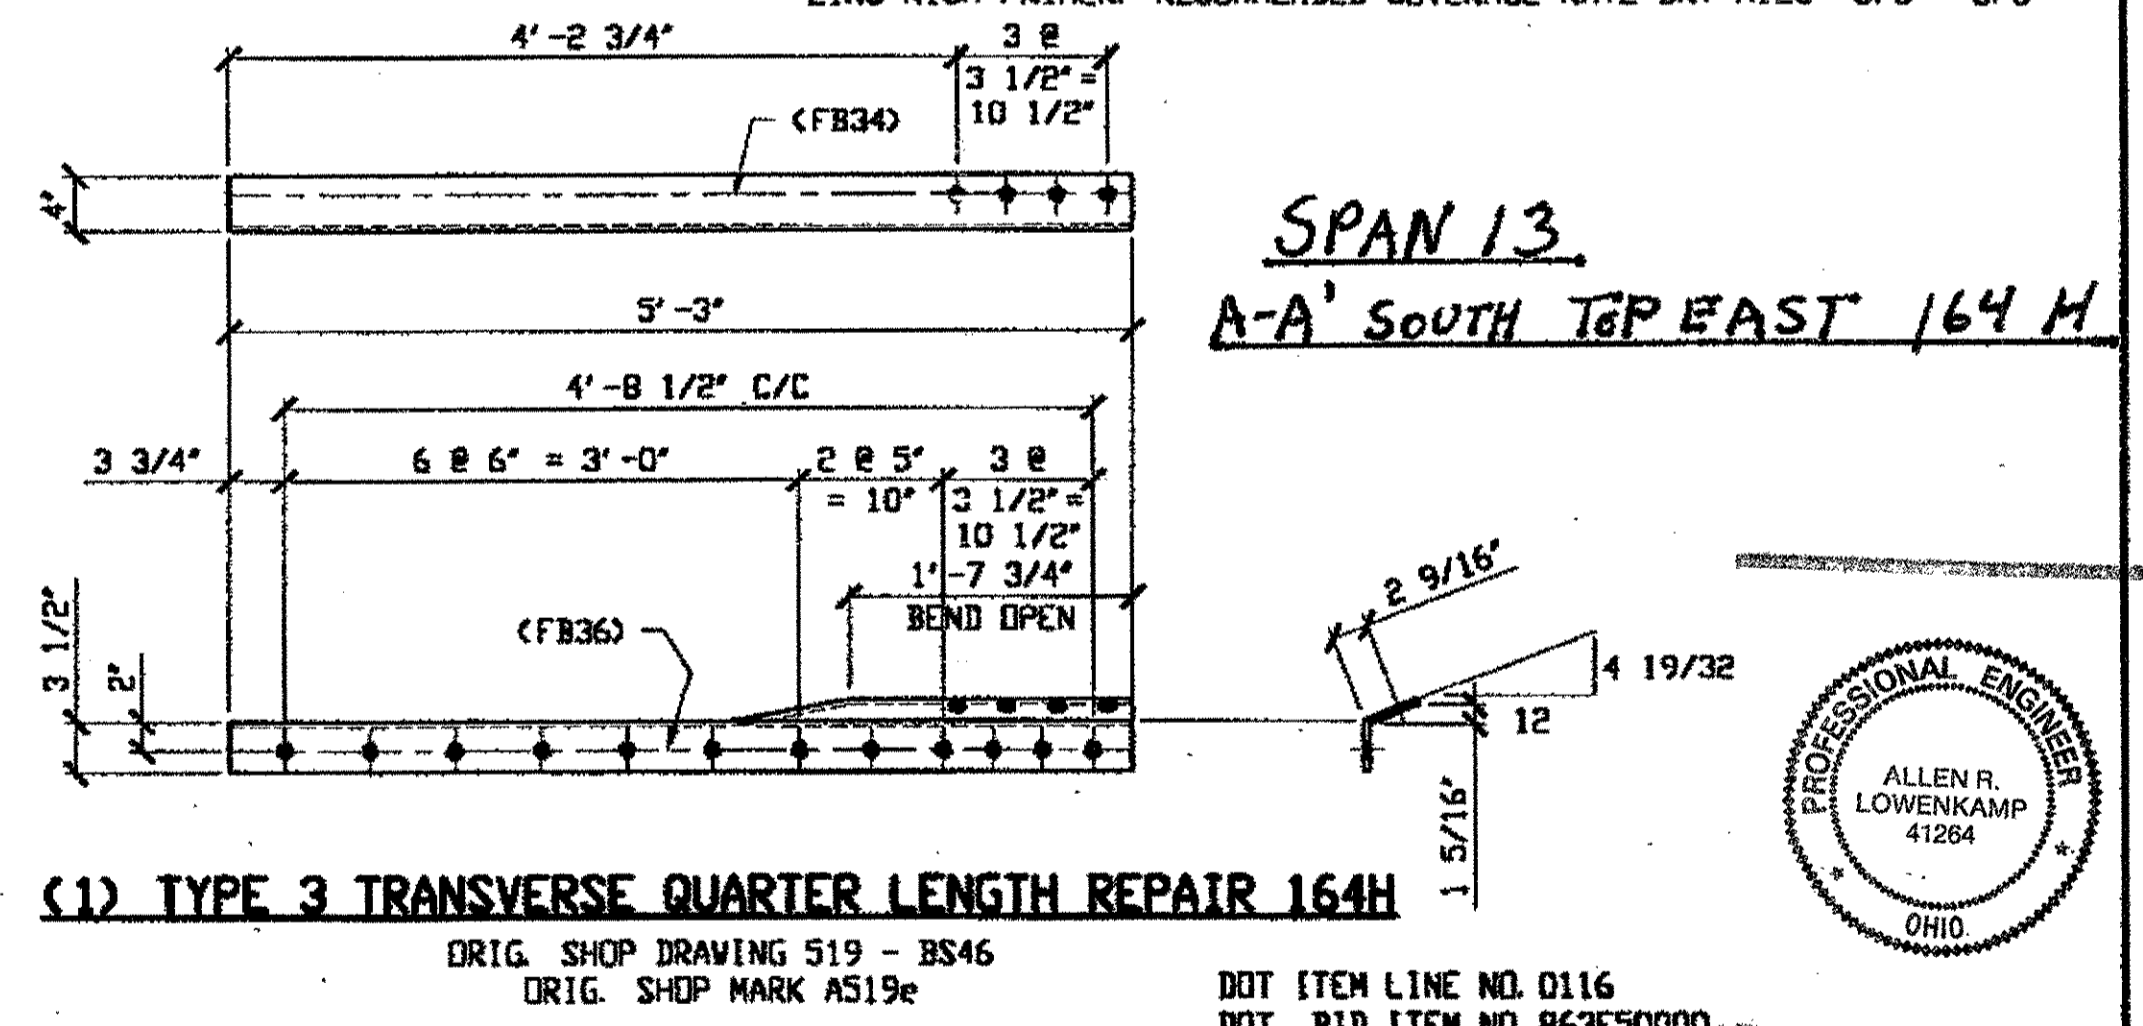 4'-2 3/4"
3 @
3 1/2" =
10 1/2"
(FB34)
4"
SPAN 13
A-A' SOUTH TOP EAST 164 H
5'-3"
4'-8 1/2" C/C
3 3/4"
6 @ 6" = 3'-0"
2 @ 5"
= 10"
3 @
3 1/2" =
10 1/2"
1'-7 3/4"
BEND OPEN
(FB36)
3 1/2"
2"
2 9/16"
4 19/32
12
1 5/16"
PROFESSIONAL ENGINEER
ALLEN R.
LOWENKAMP
41264
OHIO
(1) TYPE 3 TRANSVERSE QUARTER LENGTH REPAIR 164H
ORIG. SHOP DRAWING 519 - BS46
ORIG. SHOP MARK A519e
DOT ITEM LINE NO. 0116
DOT BID ITEM NO.